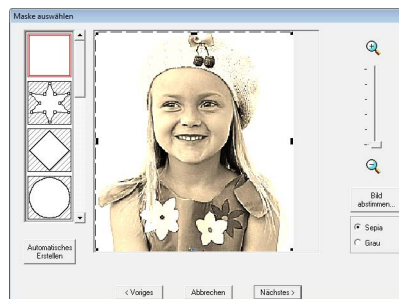 Maske auswählen
Automatisches
Erstellen
Bild
abstimmen...
Sepia
Grau
< Voriges
Abbrechen
Nächstes >